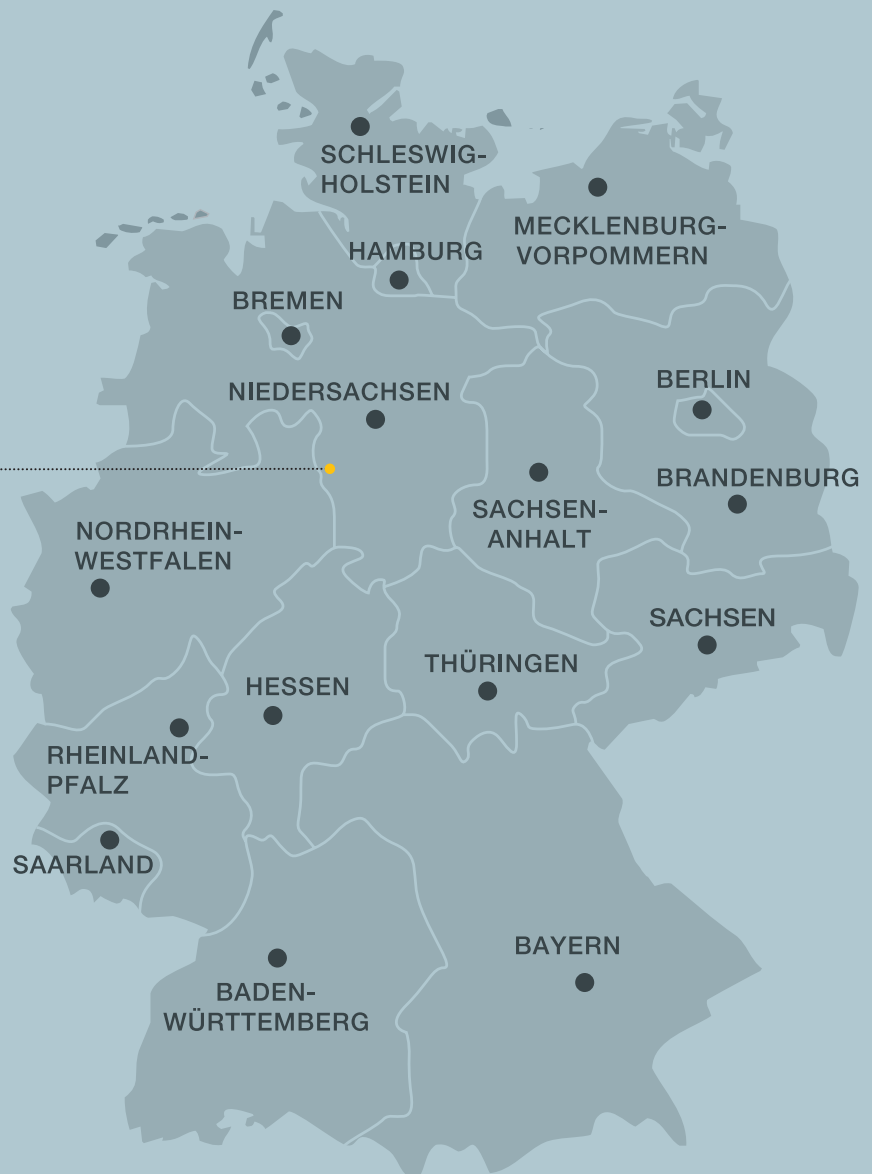 SCHLESWIG-
HOLSTEIN
MECKLENBURG-
VORPOMMERN
HAMBURG
BREMEN
NIEDERSACHSEN
BERLIN
BRANDENBURG
SACHSEN-
ANHALT
NORDRHEIN-
WESTFALEN
SACHSEN
THÜRINGEN
HESSEN
RHEINLAND-
PFALZ
SAARLAND
BAYERN
BADEN-
WÜRTTEMBERG